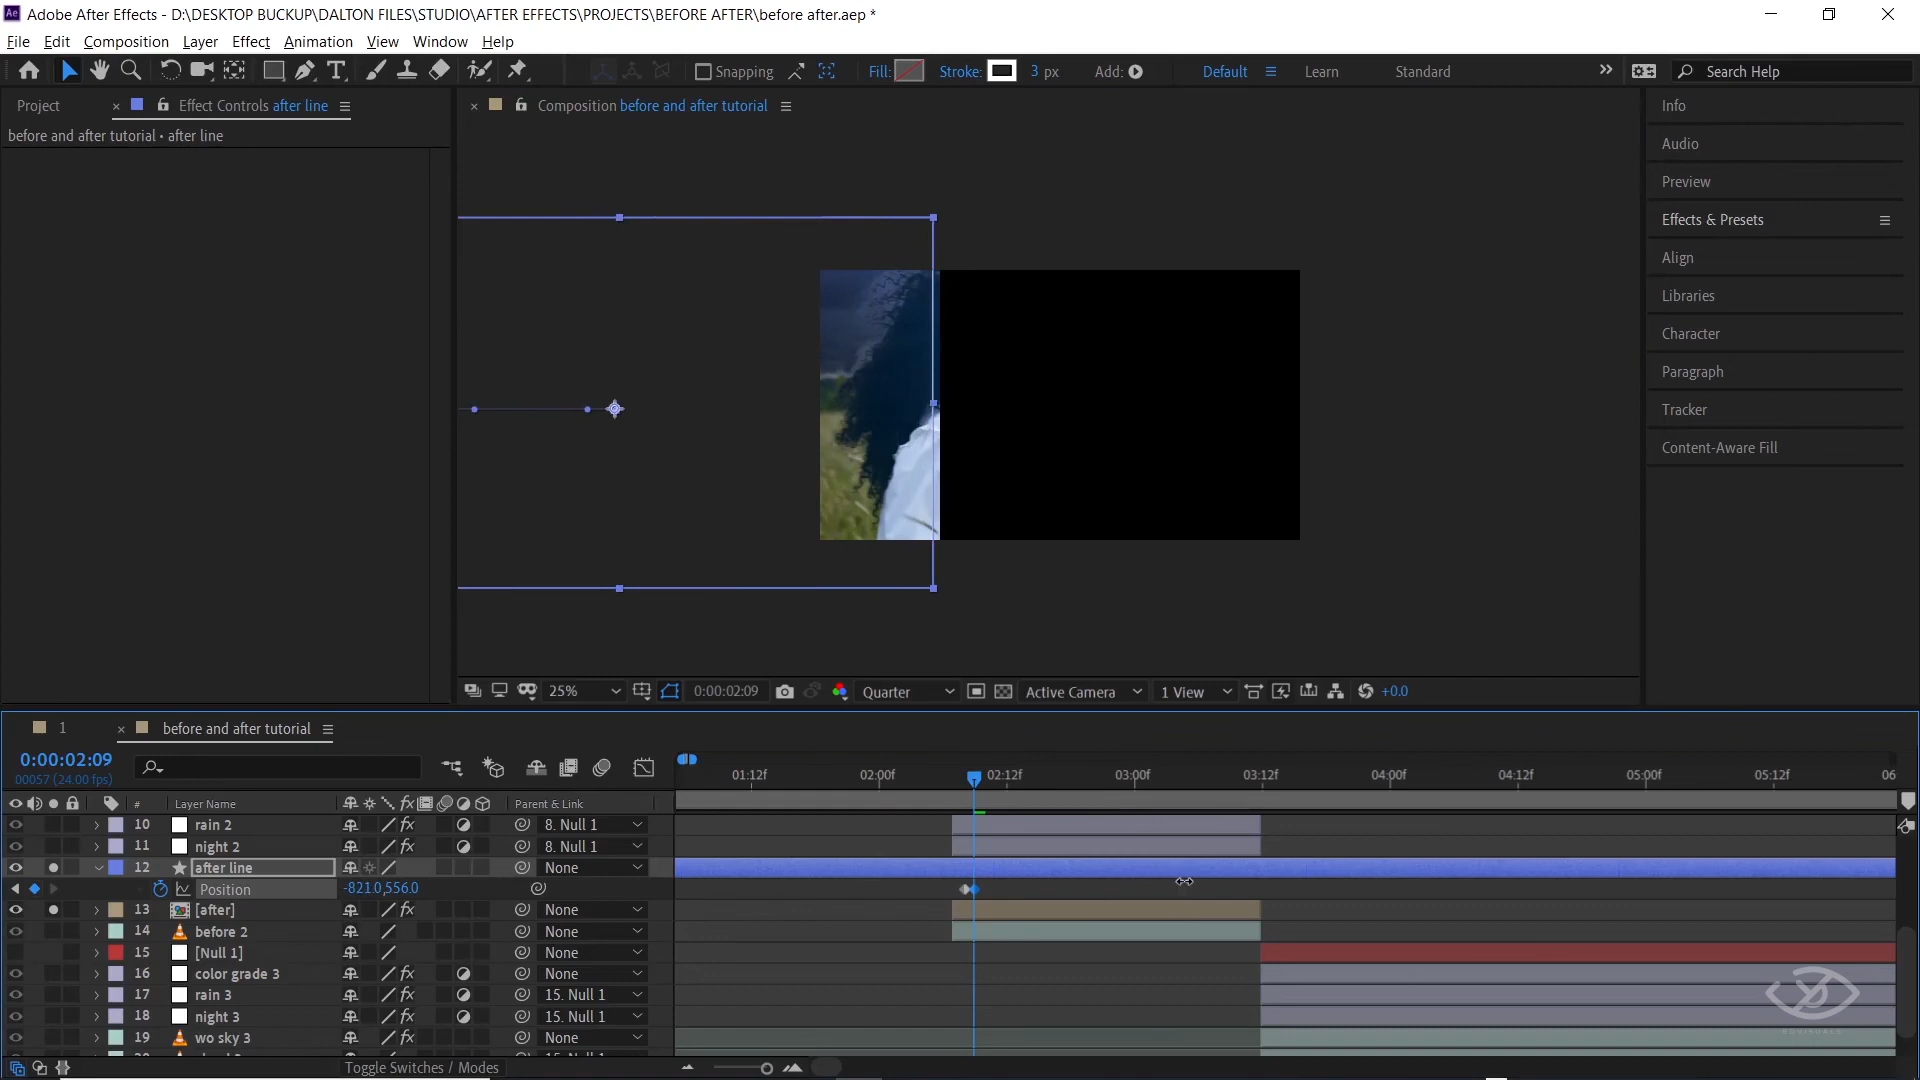 Adobe After Effects - D:\DESKTOP BUCKUP\DALTON FILES\STUDIO\AFTER EFFECTS\PROJECTS\BEFORE AFTER\before after.aep *
File Edit Composition Layer Effect Animation View Window Help
Snapping Fill: Stroke: 3 px Add: Default Learn Standard Search Help
Project Effect Controls after line
Composition before and after tutorial
before and after tutorial • after line
Info
Audio
Preview
Effects & Presets
Align
Libraries
Character
Paragraph
Tracker
Content-Aware Fill
25% 0:00:02:09 Quarter Active Camera 1 View +0.0
1 before and after tutorial
0:00:02:09
00057 (24.00 fps)
01:12f 02:00f 02:12f 03:00f 03:12f 04:00f 04:12f 05:00f 05:12f 06
# Layer Name Parent & Link
10 rain 2 8. Null 1
11 night 2 8. Null 1
12 after line None
Position -821.0,556.0
13 [after] None
14 before 2 None
15 [Null 1] None
16 color grade 3 None
17 rain 3 15. Null 1
18 night 3 15. Null 1
19 wo sky 3 None
Toggle Switches / Modes